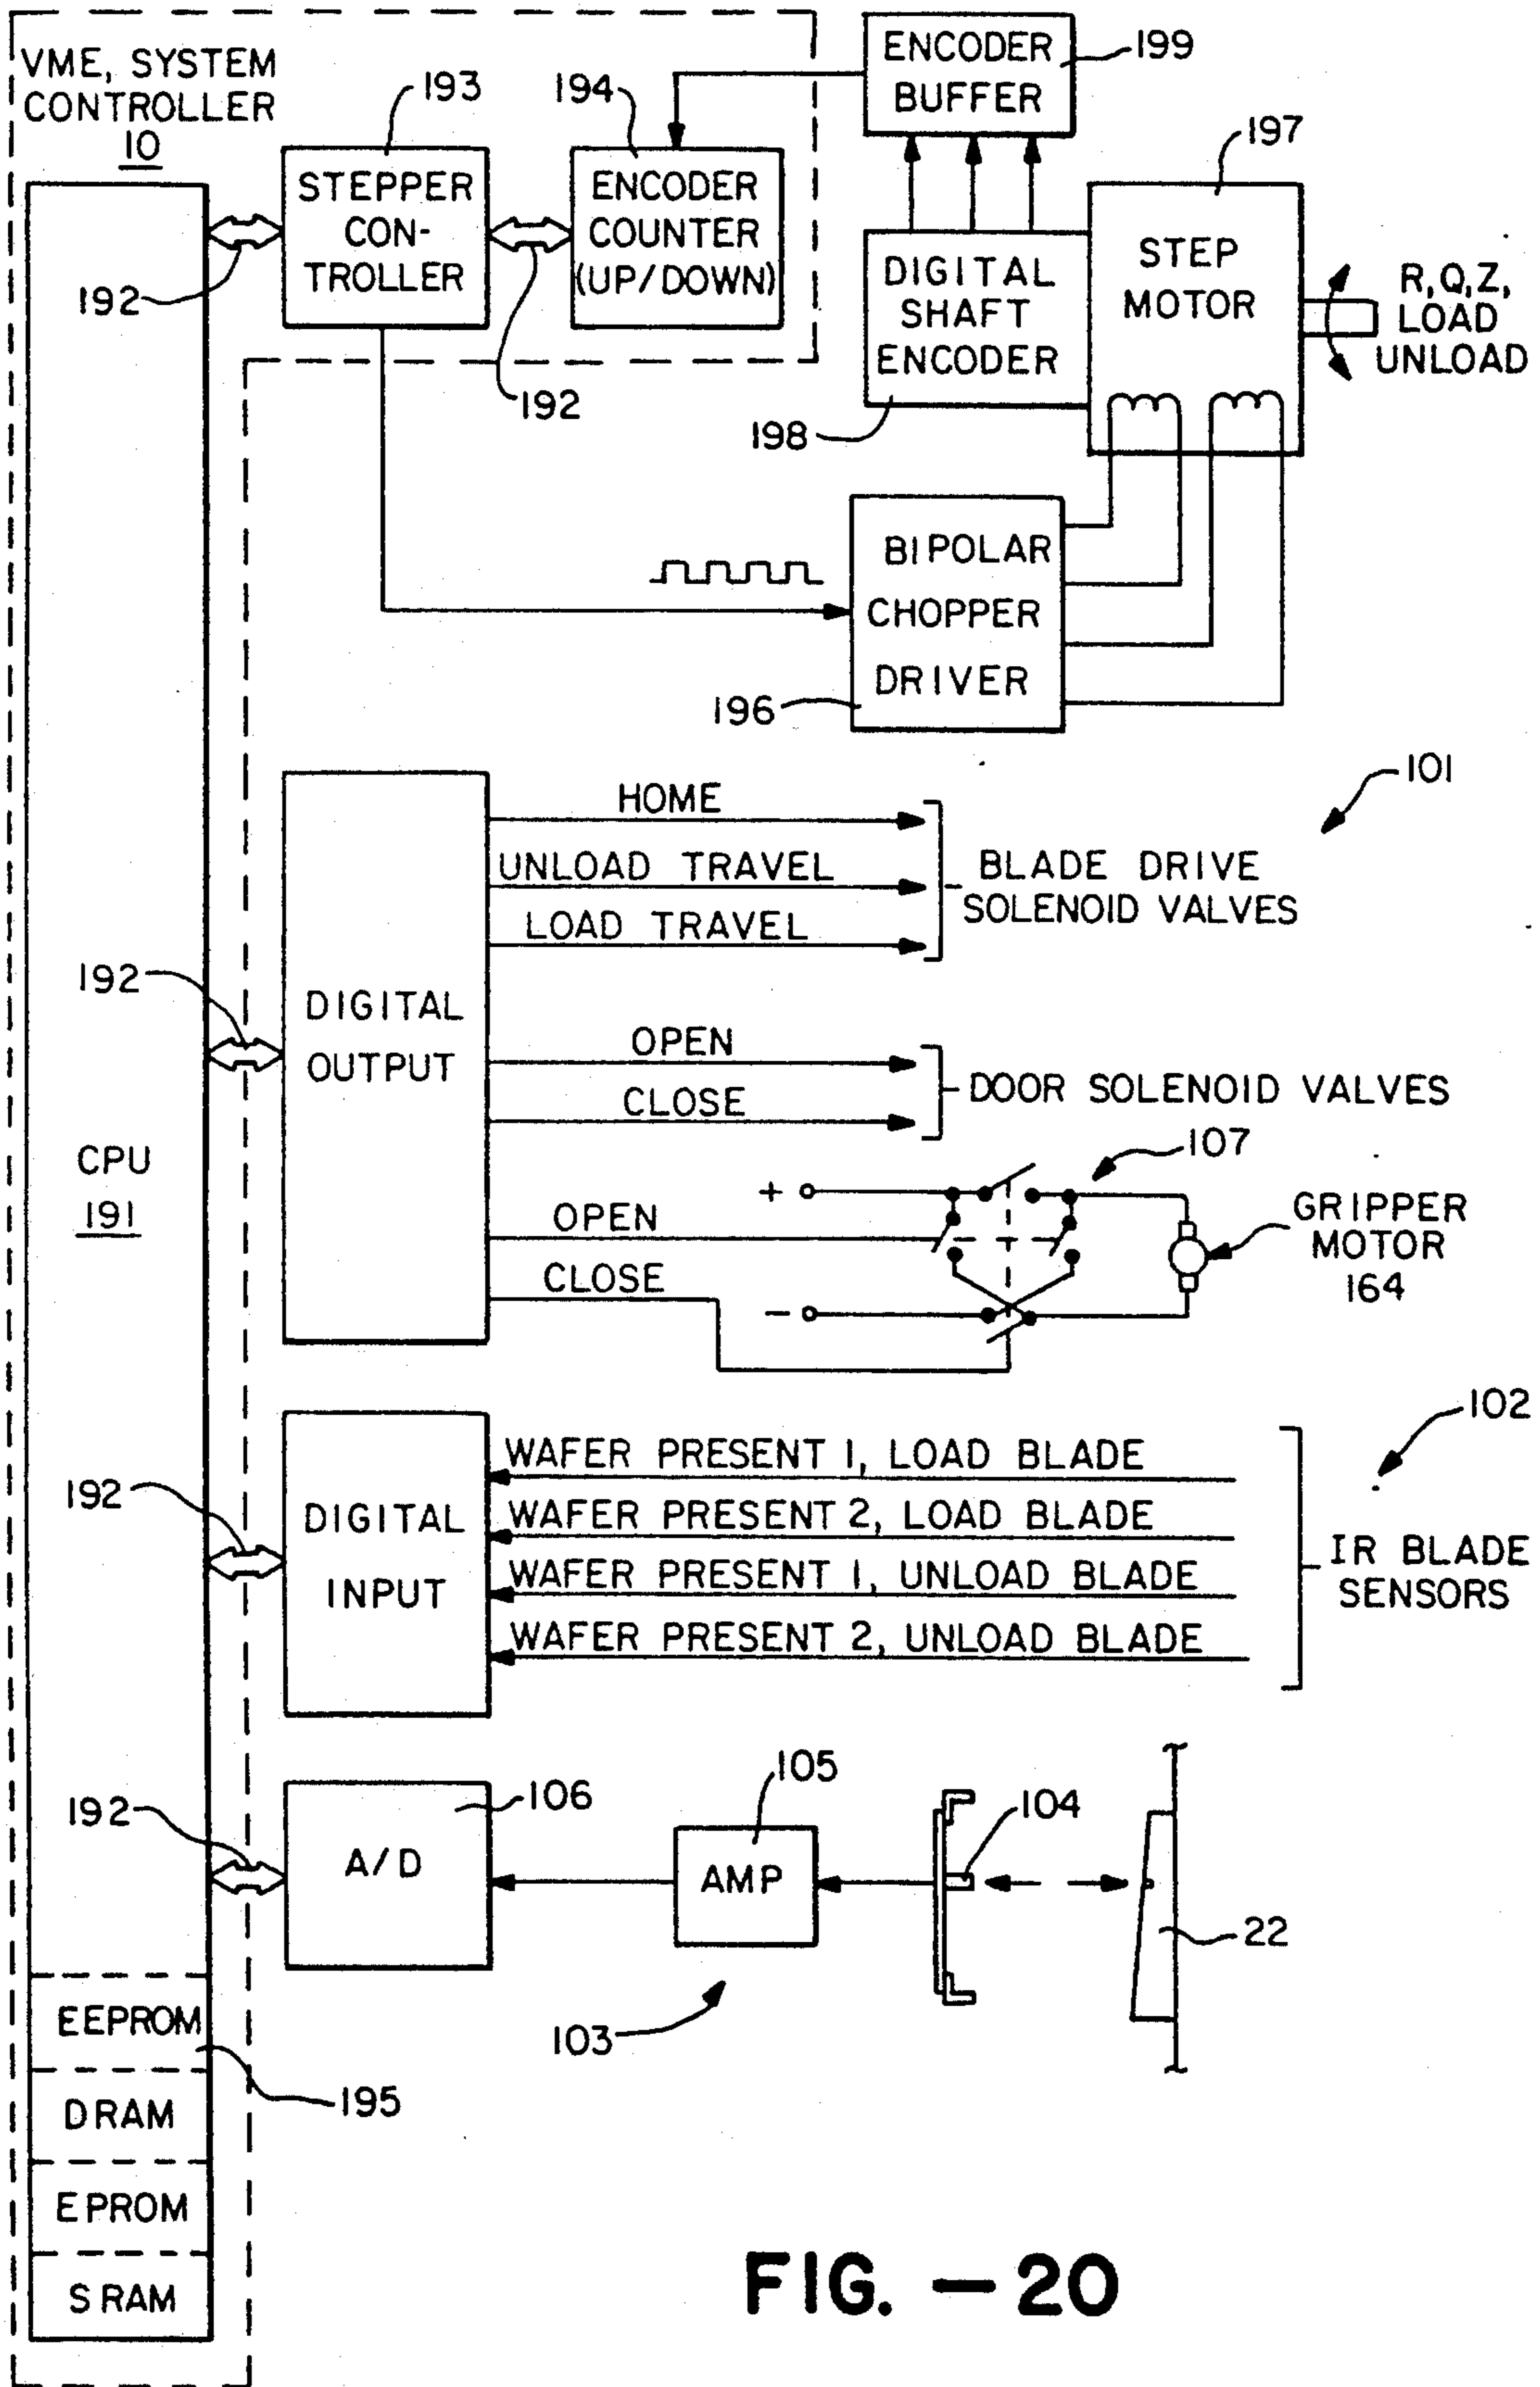 VME, SYSTEM
CONTROLLER
10
193
STEPPER
CON-
TROLLER
194
ENCODER
COUNTER
(UP/DOWN)
192
192
ENCODER
BUFFER
199
197
STEP
MOTOR
DIGITAL
SHAFT
ENCODER
198
R,Q,Z,
LOAD
UNLOAD
BIPOLAR
CHOPPER
DRIVER
196
101
192
DIGITAL
OUTPUT
HOME
UNLOAD TRAVEL
LOAD TRAVEL
BLADE DRIVE
SOLENOID VALVES
OPEN
CLOSE
DOOR SOLENOID VALVES
CPU
191
107
OPEN
CLOSE
+
-
GRIPPER
MOTOR
164
102
192
DIGITAL
INPUT
WAFER PRESENT 1, LOAD BLADE
WAFER PRESENT 2, LOAD BLADE
WAFER PRESENT 1, UNLOAD BLADE
WAFER PRESENT 2, UNLOAD BLADE
IR BLADE
SENSORS
192
106
A/D
105
AMP
104
22
103
EEPROM
195
DRAM
EPROM
SRAM
FIG. - 20